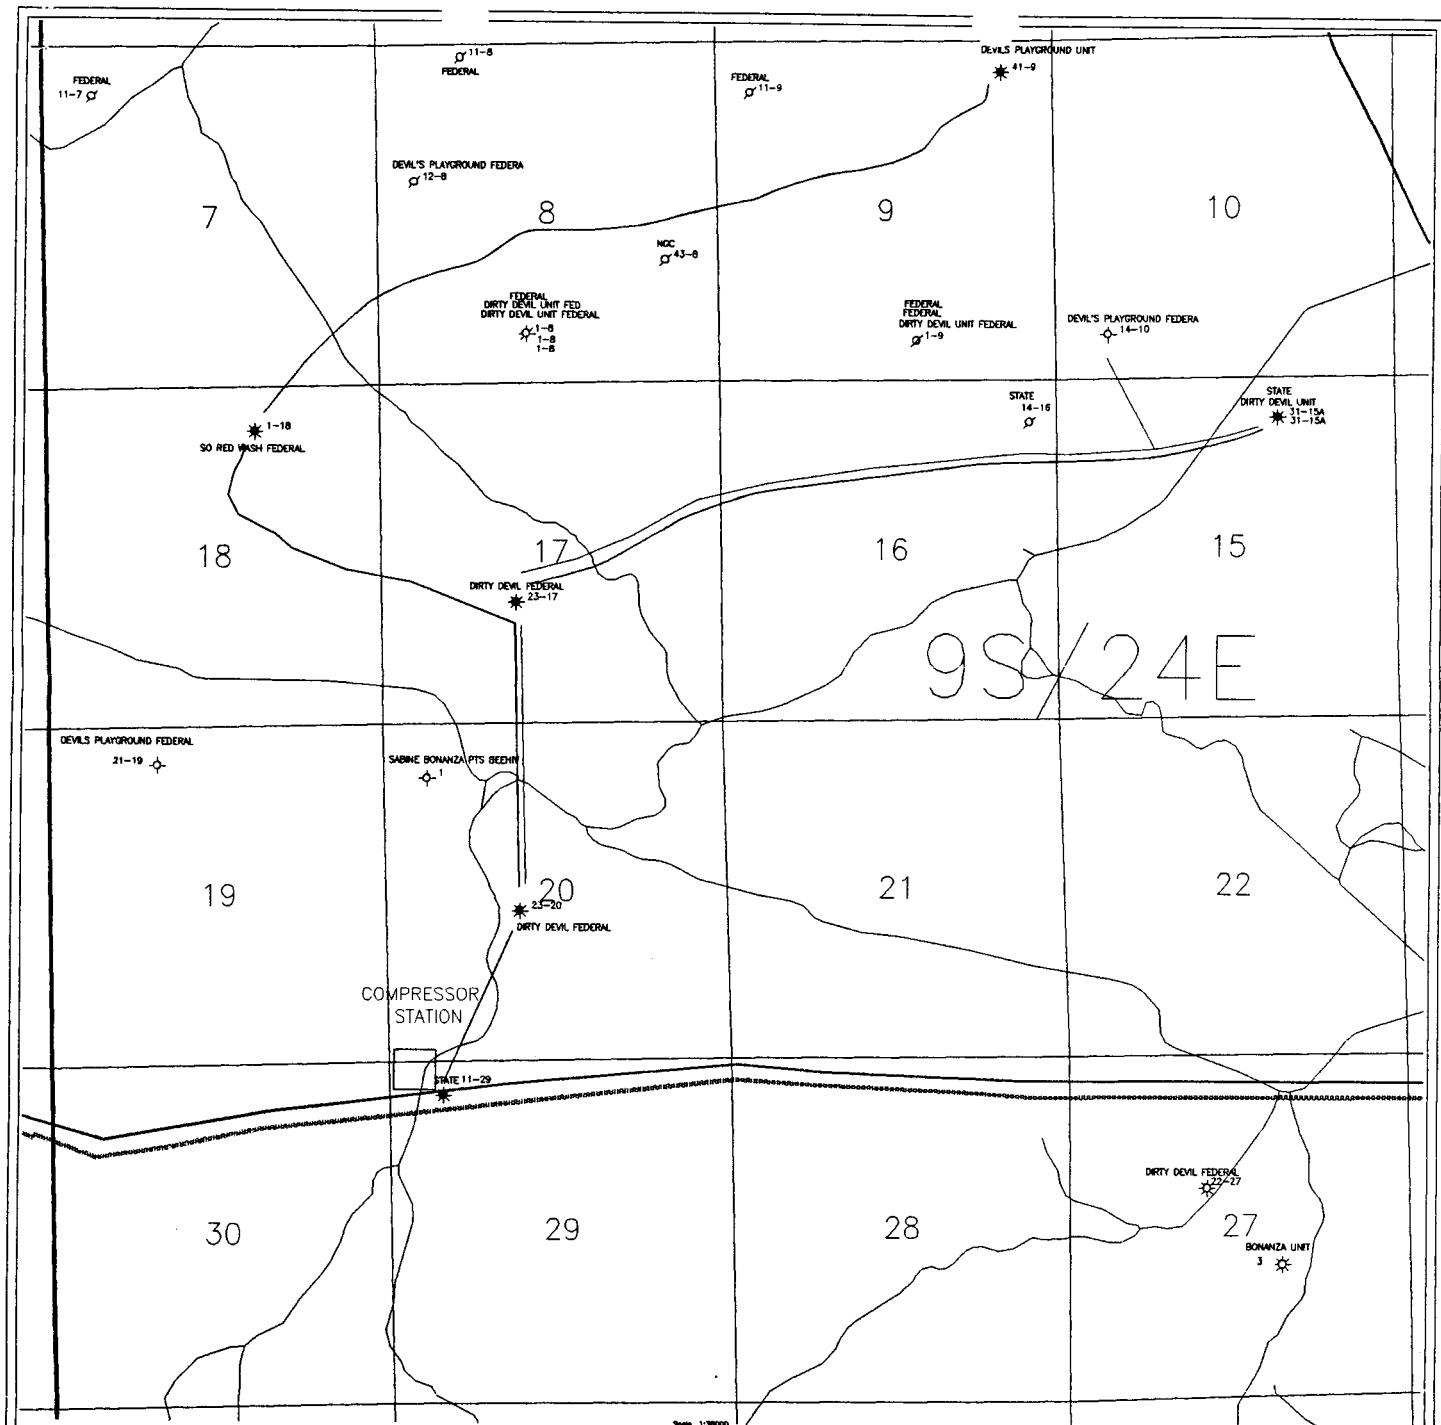 11-8
FEDERAL
DEVILS PLAYGROUND UNIT
41-9
FEDERAL
11-7
FEDERAL
11-9
DEVIL'S PLAYGROUND FEDERA
12-8
7
8
9
10
NGC
43-8
FEDERAL
DIRTY DEVIL UNIT FED
DIRTY DEVIL UNIT FEDERAL
1-8
1-8
1-8
FEDERAL
FEDERAL
DIRTY DEVIL UNIT FEDERAL
1-9
DEVIL'S PLAYGROUND FEDERA
14-10
STATE
14-16
STATE
DIRTY DEVIL UNIT
31-15A
31-15A
1-18
SO RED WASH FEDERAL
18
17
16
15
DIRTY DEVIL FEDERAL
23-17
9S/24E
DEVILS PLAYGROUND FEDERAL
21-19
SABINE BONANZA PTS BEEHIV
1
19
20
21
22
23-20
DIRTY DEVIL FEDERAL
COMPRESSOR
STATION
STATE 11-29
DIRTY DEVIL FEDERAL
22-27
30
29
28
27
BONANZA UNIT
3